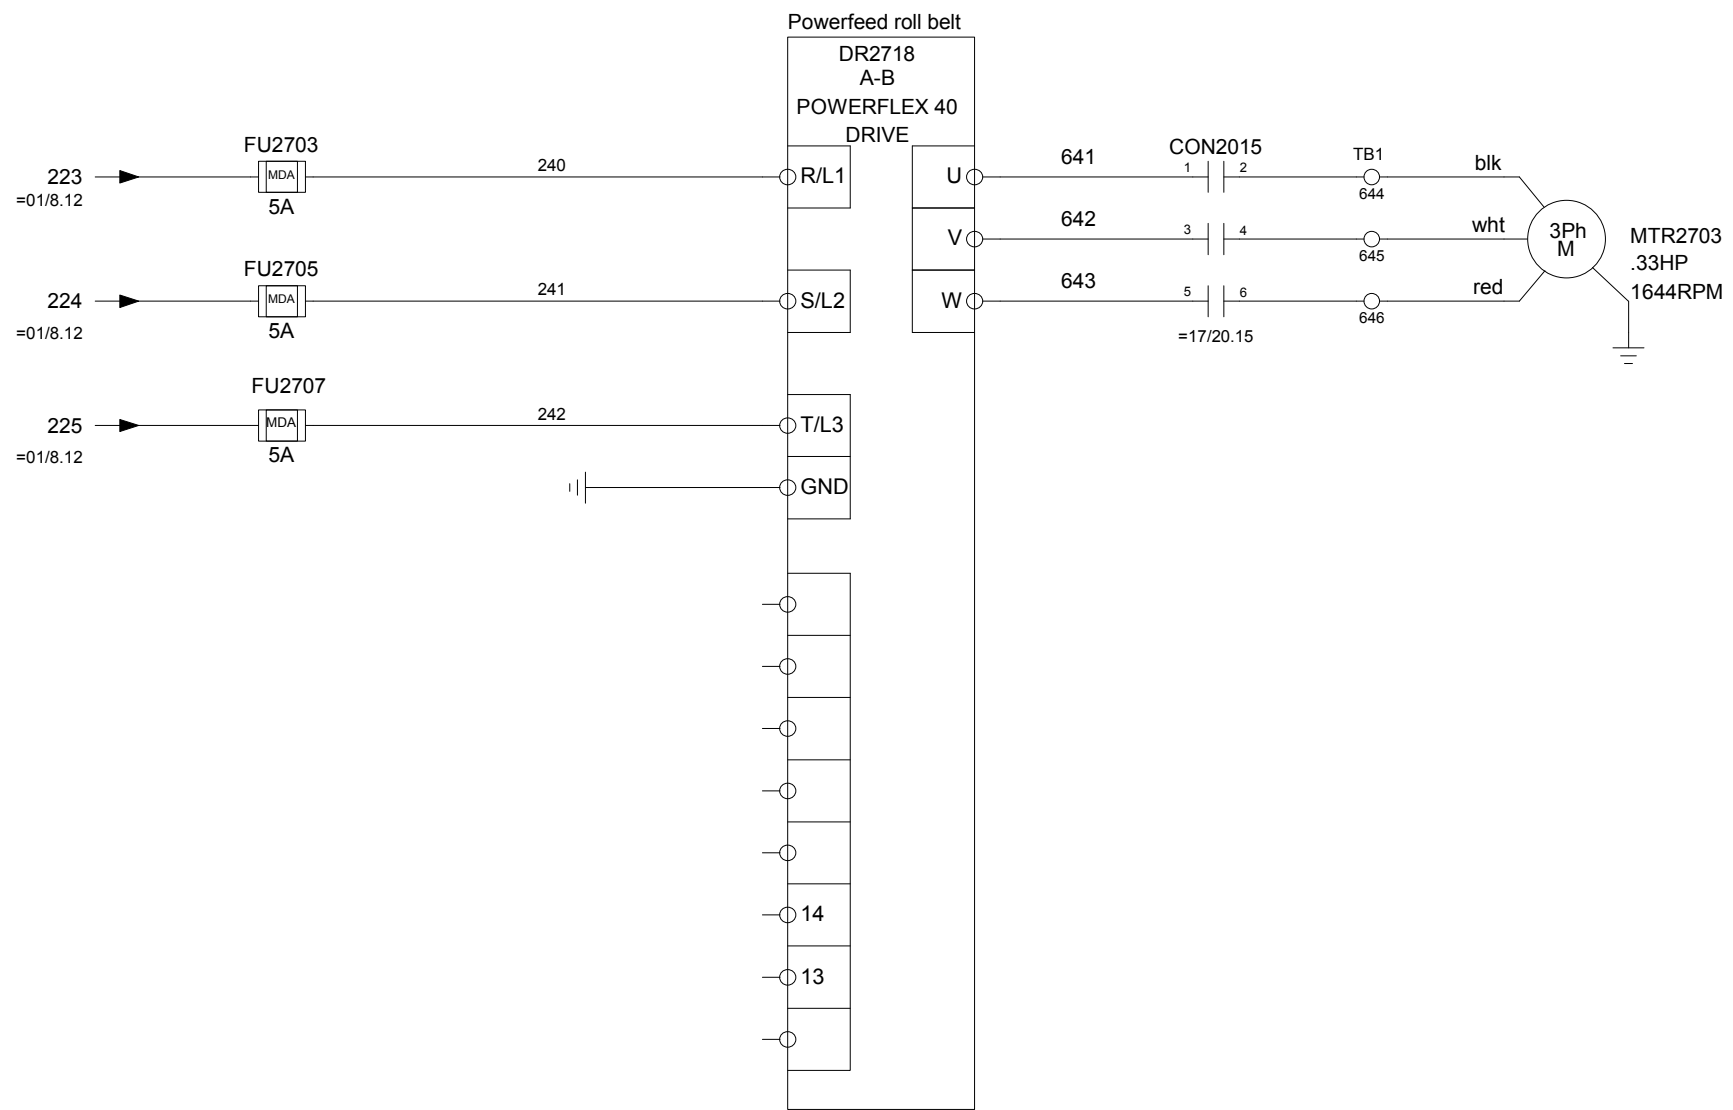 Powerfeed roll belt
DR2718
A-B
POWERFLEX 40
DRIVE
FU2703
223
=01/8.12
MDA
5A
240
R/L1
FU2705
224
=01/8.12
MDA
5A
241
S/L2
FU2707
225
=01/8.12
MDA
5A
242
T/L3
GND
14
13
U
641
CON2015
1 2
TB1
644
blk
V
642
3 4
645
wht
W
643
5 6
=17/20.15
646
red
3Ph
M
MTR2703
.33HP
1644RPM